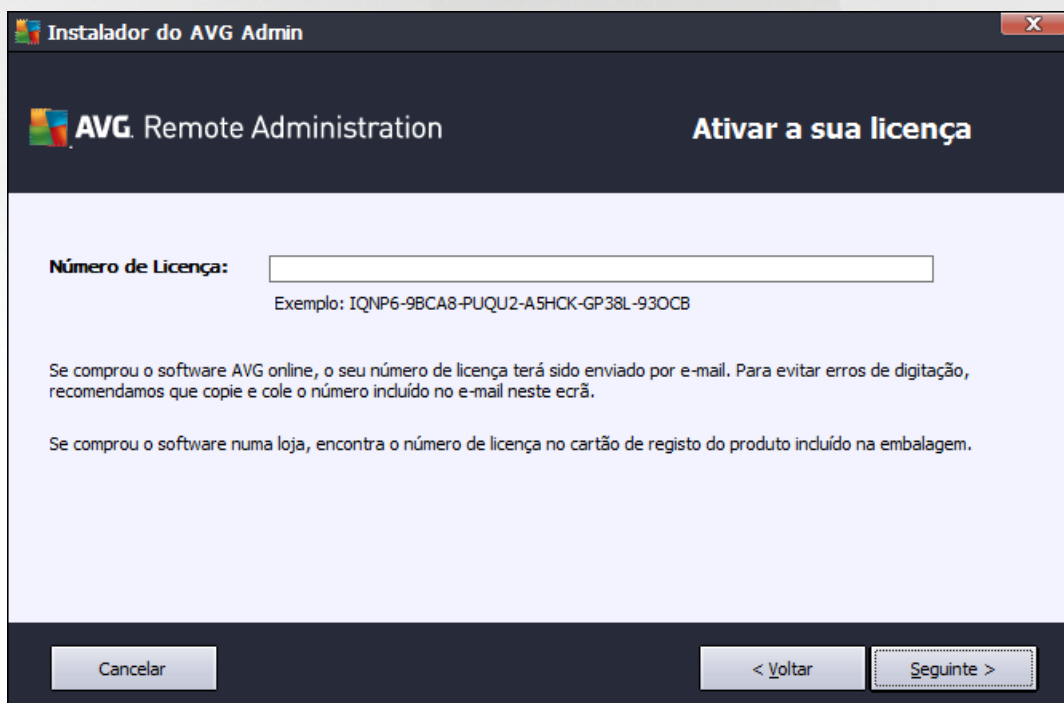 Instalador do AVG Admin
X
AVG. Remote Administration
Ativar a sua licença
Número de Licença:
Exemplo: IQNP6-9BCA8-PUQU2-A5HCK-GP38L-93OCB
Se comprou o software AVG online, o seu número de licença terá sido enviado por e-mail. Para evitar erros de digitação,
recomendamos que copie e cole o número incluído no e-mail neste ecrã.
Se comprou o software numa loja, encontra o número de licença no cartão de registo do produto incluído na embalagem.
Cancelar
< Voltar
Seguinte >